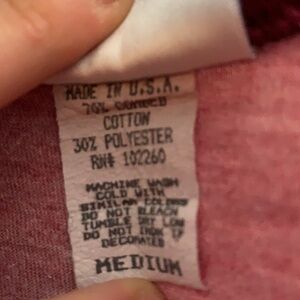 MADE IN U.S.A.
70% COMBED
COTTON
30% POLYESTER
RN# 102260
MACHINE WASH
COLD WITH
SIMILAR COLORS
DO NOT BLEACH
TUMBLE DRY LOW
DO NOT IRON IF
DECORATED
MEDIUM